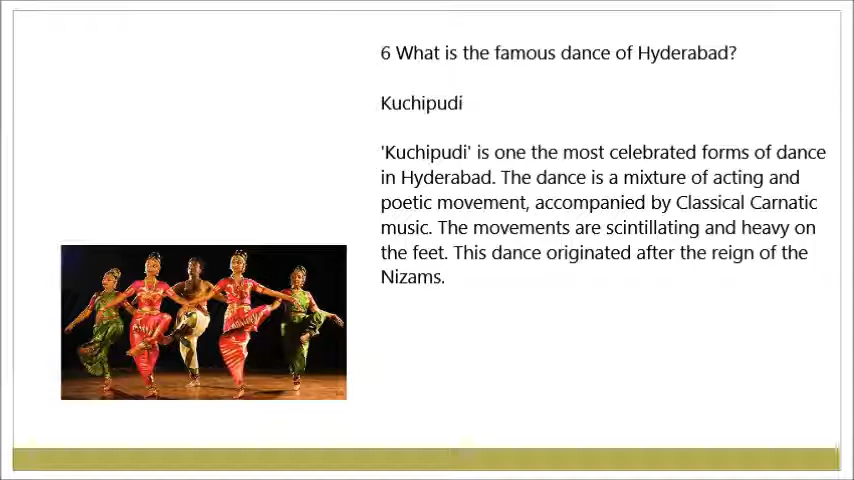 6 What is the famous dance of Hyderabad?
Kuchipudi
'Kuchipudi' is one the most celebrated forms of dance
in Hyderabad. The dance is a mixture of acting and
poetic movement, accompanied by Classical Carnatic
music. The movements are scintillating and heavy on
the feet. This dance originated after the reign of the
Nizams.